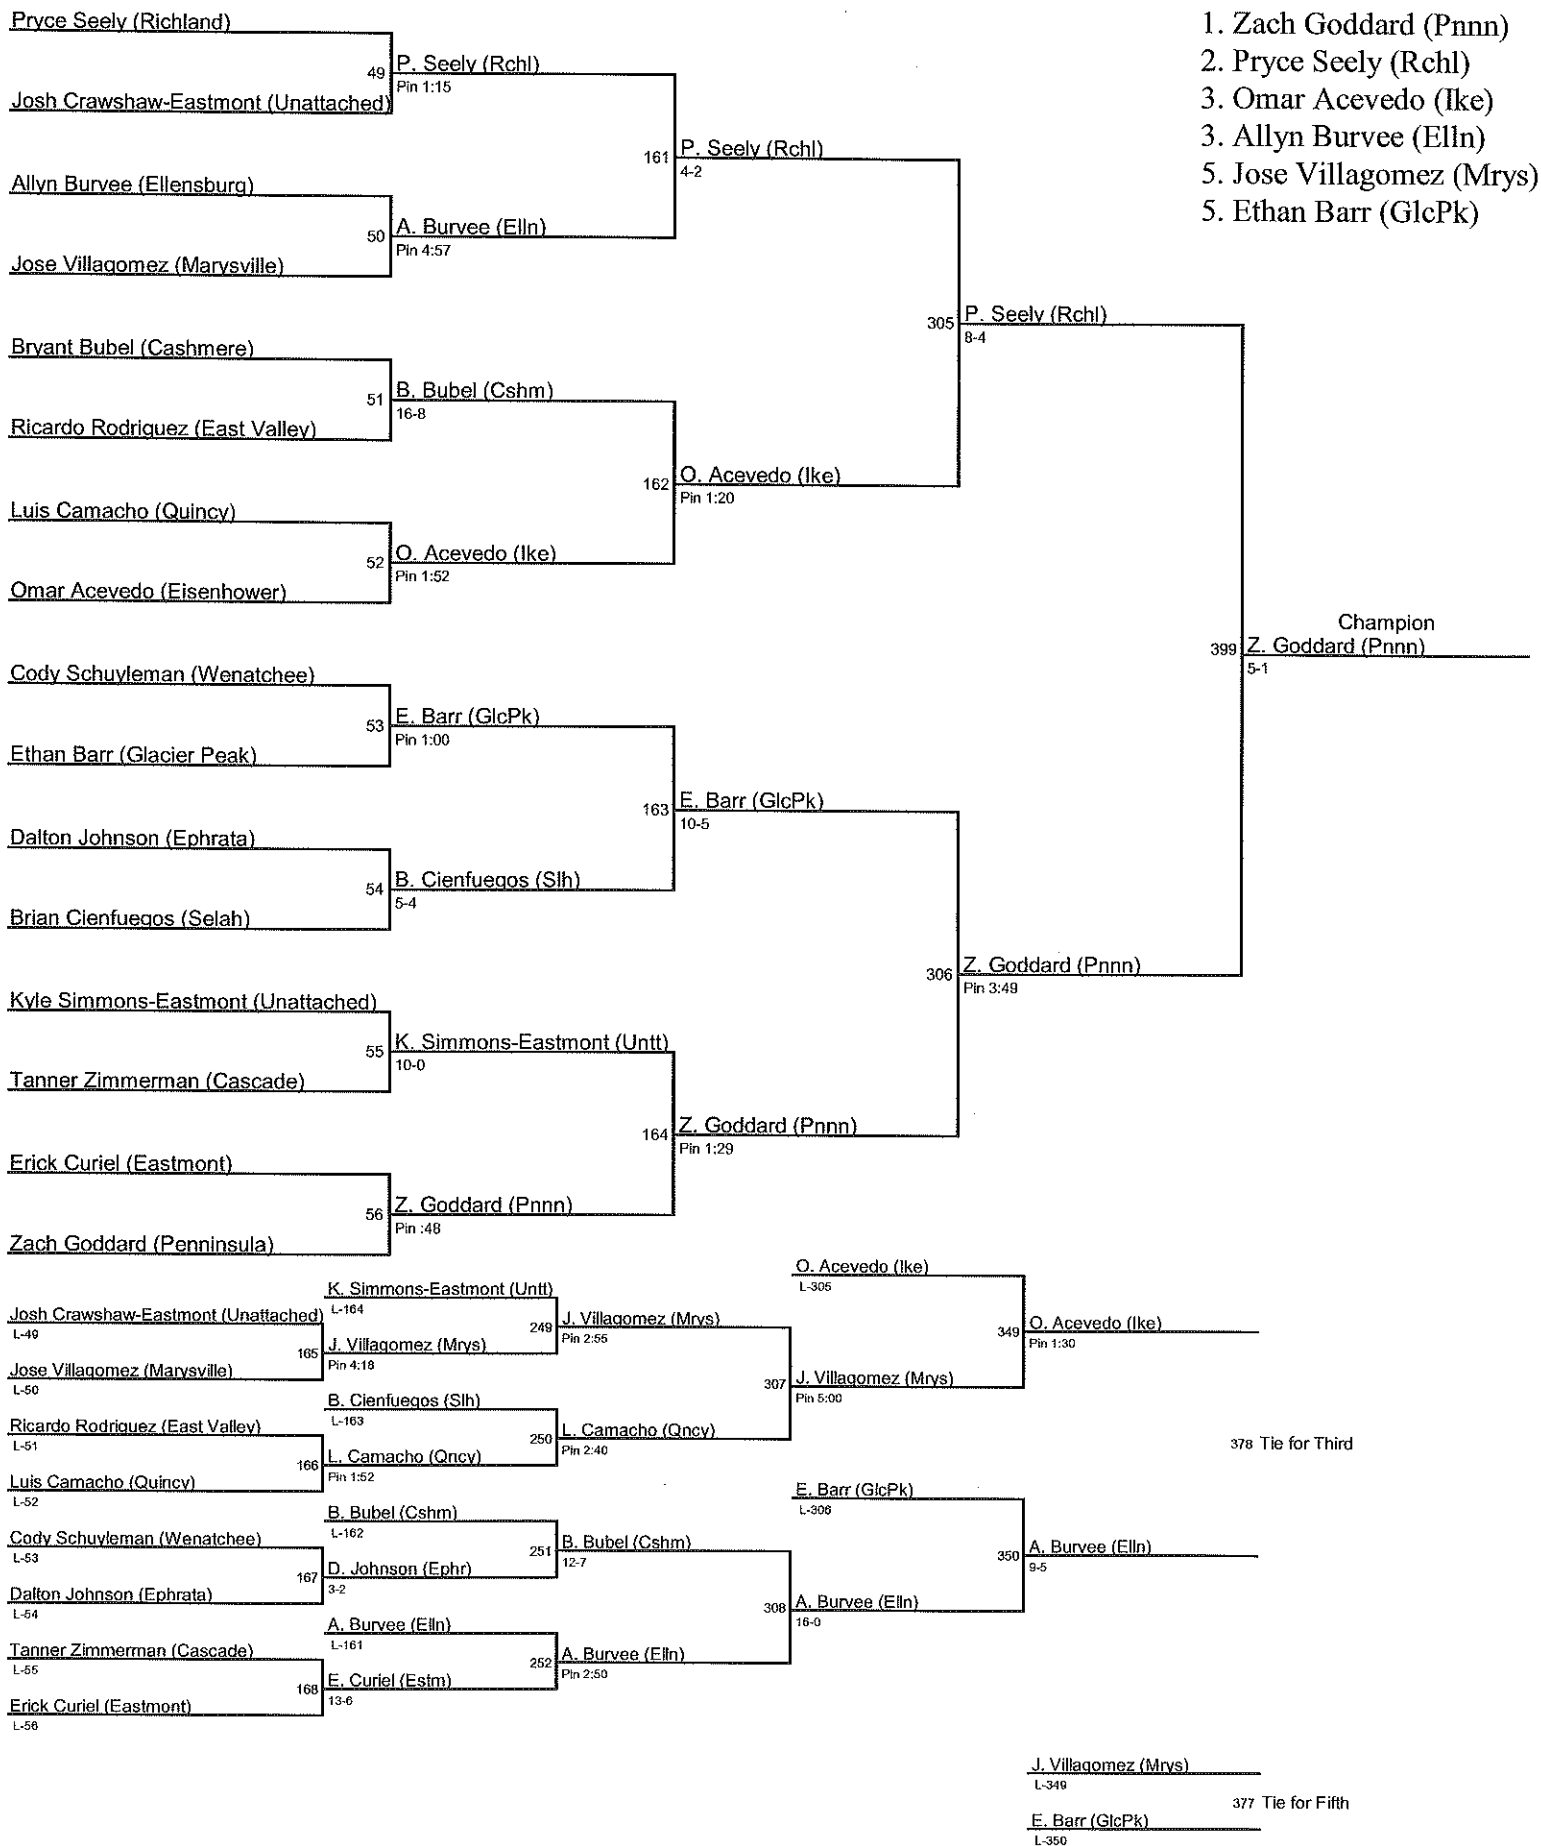 1. Zach Goddard (Pnnn)
2. Pryce Seely (Rchl)
3. Omar Acevedo (Ike)
3. Allyn Burvee (Elln)
5. Jose Villagomez (Mrys)
5. Ethan Barr (GlcPk)
Pryce Seely (Richland)
49 P. Seely (Rchl)
Pin 1:15
Josh Crawshaw-Eastmont (Unattached)
161 P. Seely (Rchl)
4-2
Allyn Burvee (Ellensburg)
50 A. Burvee (Elln)
Pin 4:57
Jose Villagomez (Marysville)
305 P. Seely (Rchl)
8-4
Bryant Bubel (Cashmere)
51 B. Bubel (Cshm)
16-8
Ricardo Rodriguez (East Valley)
162 O. Acevedo (Ike)
Pin 1:20
Luis Camacho (Quincy)
52 O. Acevedo (Ike)
Pin 1:52
Omar Acevedo (Eisenhower)
Champion
399 Z. Goddard (Pnnn)
5-1
Cody Schuyleman (Wenatchee)
53 E. Barr (GlcPk)
Pin 1:00
Ethan Barr (Glacier Peak)
163 E. Barr (GlcPk)
10-5
Dalton Johnson (Ephrata)
54 B. Cienfuegos (Slh)
5-4
Brian Cienfuegos (Selah)
306 Z. Goddard (Pnnn)
Pin 3:49
Kyle Simmons-Eastmont (Unattached)
55 K. Simmons-Eastmont (Untt)
10-0
Tanner Zimmerman (Cascade)
164 Z. Goddard (Pnnn)
Pin 1:29
Erick Curiel (Eastmont)
56 Z. Goddard (Pnnn)
Pin :48
Zach Goddard (Penninsula)
O. Acevedo (Ike)
L-305
K. Simmons-Eastmont (Untt)
L-164
Josh Crawshaw-Eastmont (Unattached)
L-49
249 J. Villagomez (Mrys)
Pin 2:55
349 O. Acevedo (Ike)
Pin 1:30
165 J. Villagomez (Mrys)
Pin 4:18
Jose Villagomez (Marysville)
L-50
307 J. Villagomez (Mrys)
Pin 5:00
B. Cienfuegos (Slh)
L-163
Ricardo Rodriguez (East Valley)
L-51
250 L. Camacho (Qncy)
Pin 2:40
378 Tie for Third
166 L. Camacho (Qncy)
Pin 1:52
Luis Camacho (Quincy)
L-52
E. Barr (GlcPk)
L-306
B. Bubel (Cshm)
L-162
Cody Schuyleman (Wenatchee)
L-53
251 B. Bubel (Cshm)
12-7
350 A. Burvee (Elln)
9-5
167 D. Johnson (Ephr)
3-2
Dalton Johnson (Ephrata)
L-54
308 A. Burvee (Elln)
16-0
A. Burvee (Elln)
L-161
Tanner Zimmerman (Cascade)
L-55
252 A. Burvee (Elln)
Pin 2:50
168 E. Curiel (Estm)
13-6
Erick Curiel (Eastmont)
L-56
J. Villagomez (Mrys)
L-349
377 Tie for Fifth
E. Barr (GlcPk)
L-350